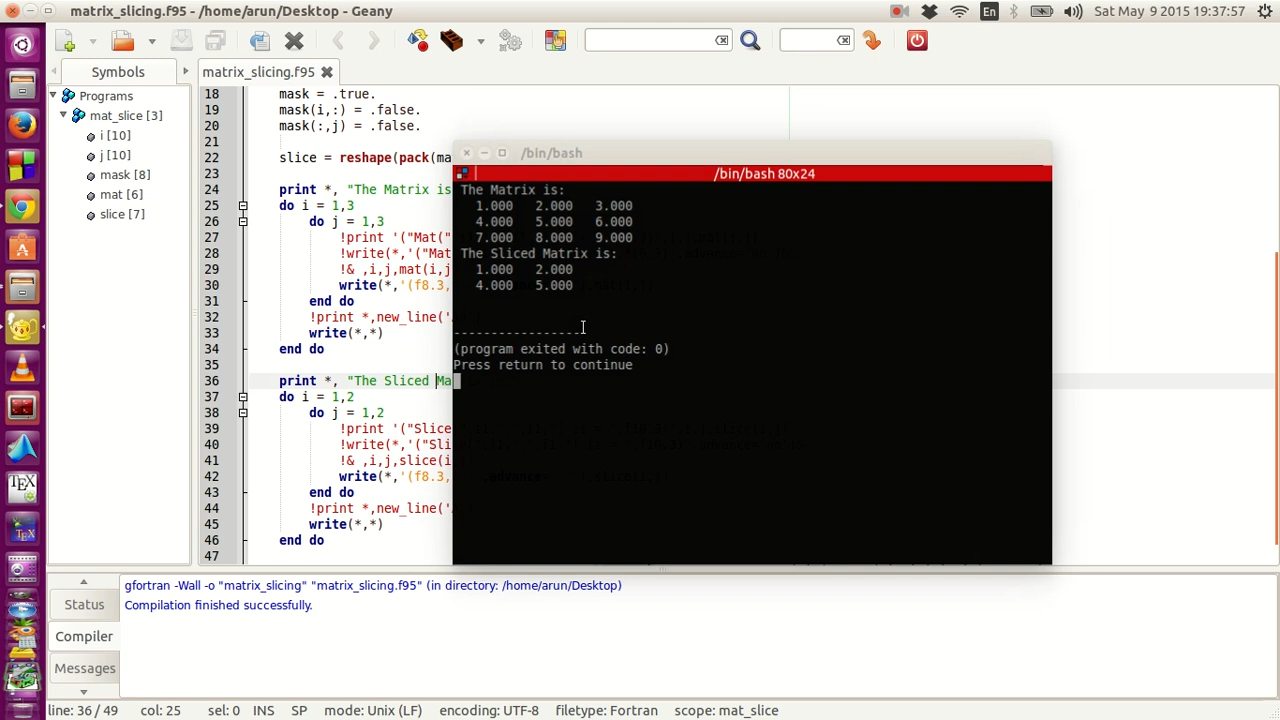 matrix_slicing.f95 - /home/arun/Desktop - Geany
En
Sat May 9 2015 19:37:57
Symbols
matrix_slicing.f95
Programs
mat_slice [3]
i [10]
j [10]
mask [8]
mat [6]
slice [7]
18 mask = .true.
19 mask(i,:) = .false.
20 mask(:,j) = .false.
21
22 slice = reshape(pack(ma
23
24 print *, "The Matrix is
25 do i = 1,3
26 do j = 1,3
27 !print '("Mat("
28 !write(*,'("Mat
29 !& ,i,j,mat(i,j
30 write(*,'(f8.3,
31 end do
32 !print *,new_line('
33 write(*,*)
34 end do
35
36 print *, "The Sliced Ma
37 do i = 1,2
38 do j = 1,2
39 !print '("Slice
40 !write(*,'("Sli
41 !& ,i,j,slice(i
42 write(*,'(f8.3,
43 end do
44 !print *,new_line('
45 write(*,*)
46 end do
47
/bin/bash
/bin/bash 80x24
The Matrix is:
1.000 2.000 3.000
4.000 5.000 6.000
7.000 8.000 9.000
The Sliced Matrix is:
1.000 2.000
4.000 5.000
------------------
(program exited with code: 0)
Press return to continue
Status
Compiler
Messages
gfortran -Wall -o "matrix_slicing" "matrix_slicing.f95" (in directory: /home/arun/Desktop)
Compilation finished successfully.
line: 36 / 49 col: 25 sel: 0 INS SP mode: Unix (LF) encoding: UTF-8 filetype: Fortran scope: mat_slice